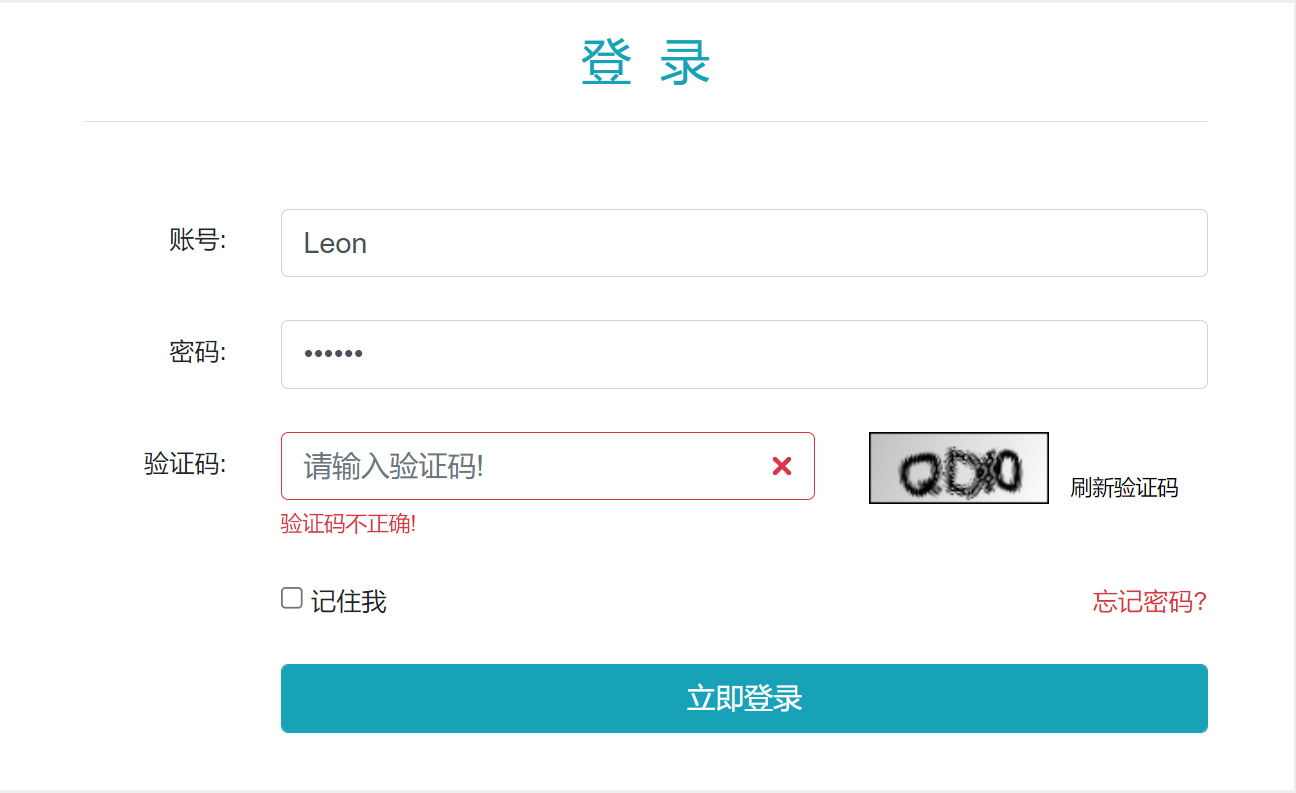 登 录
账号: Leon
密码: ••••••
验证码: 请输入验证码! 刷新验证码
验证码不正确!
记住我 忘记密码?
立即登录